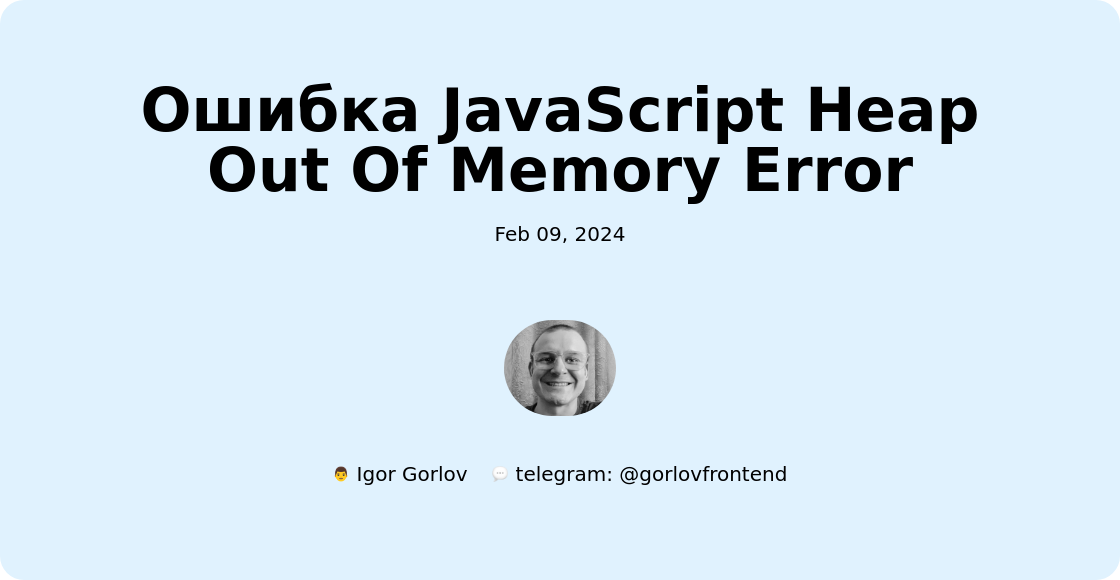 Ошибка JavaScript Heap
Out Of Memory Error
Feb 09, 2024
👨 Igor Gorlov 💬 telegram: @gorlovfrontend